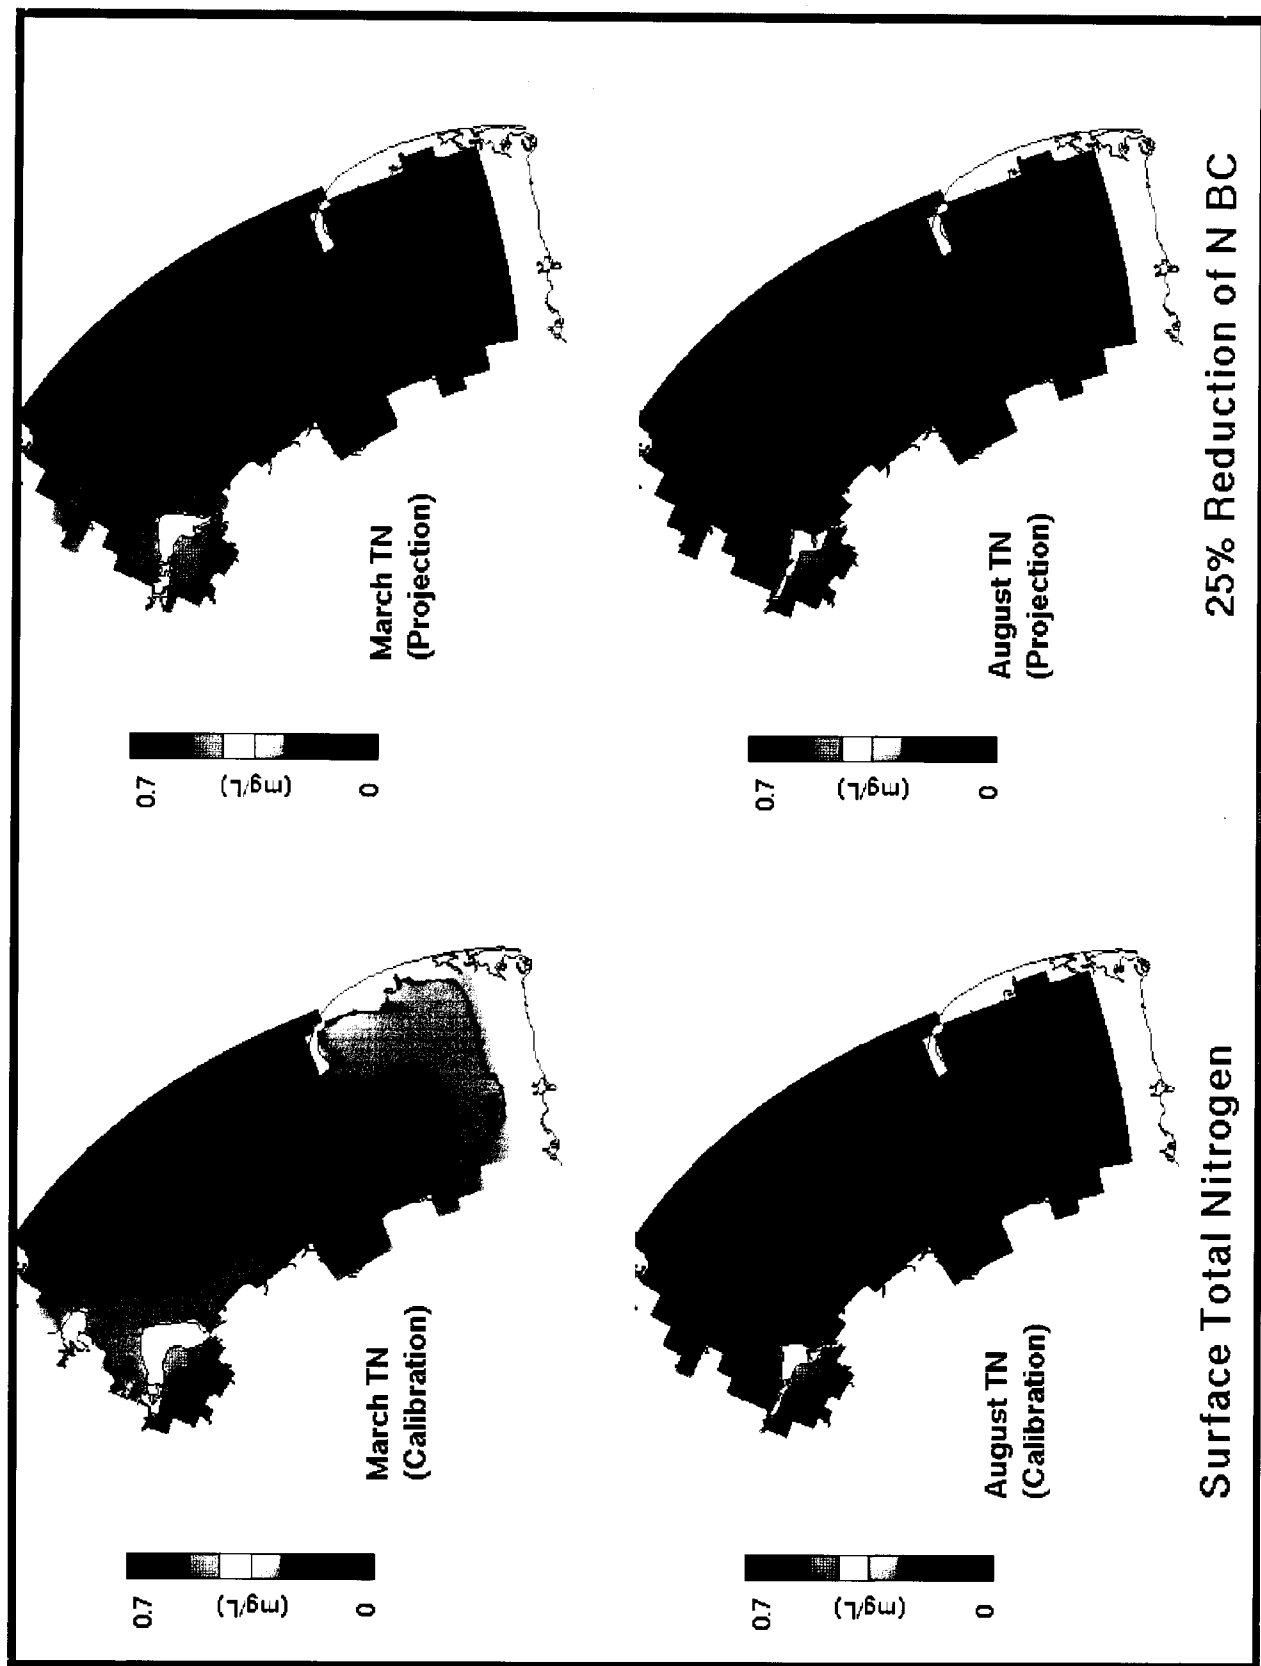 0.7
(mg/L)
0
March TN
(Calibration)
0.7
(mg/L)
0
March TN
(Projection)
0.7
(mg/L)
0
August TN
(Calibration)
0.7
(mg/L)
0
August TN
(Projection)
Surface Total Nitrogen
25% Reduction of N BC